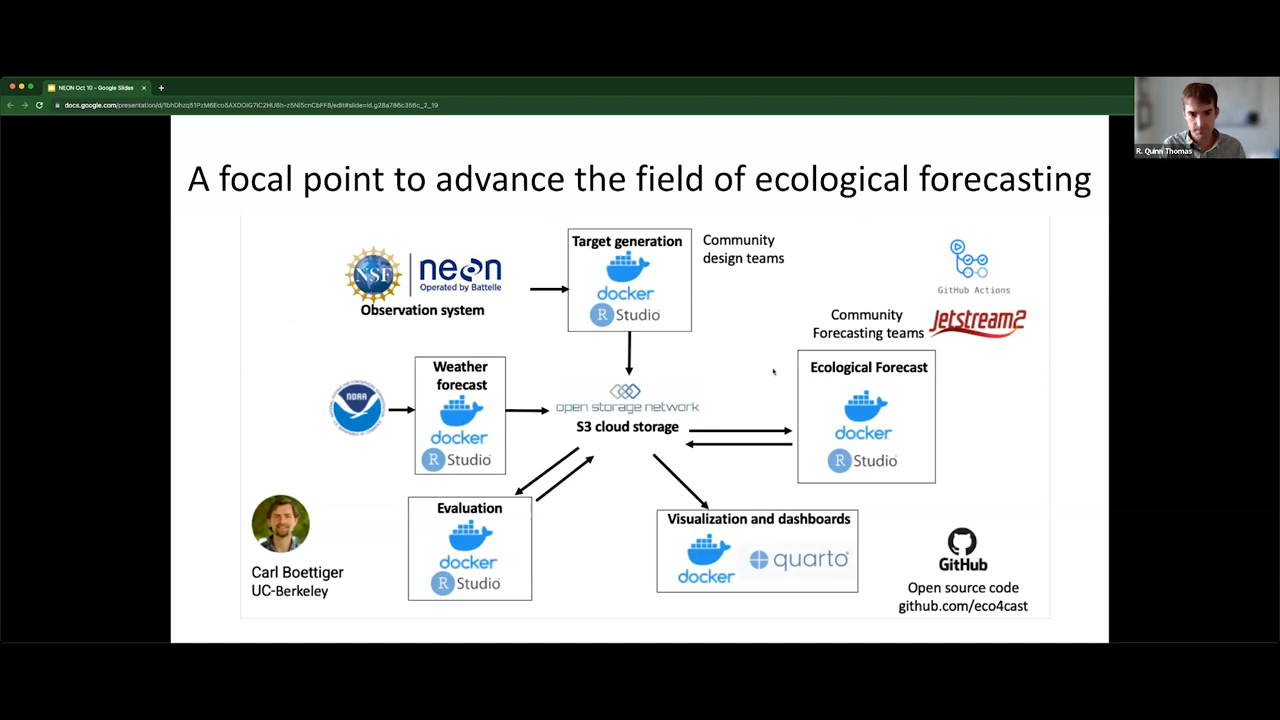 NEON Oct 10 - Google Slides
R. Quinn Thomas
A focal point to advance the field of ecological forecasting
NSF
neon
Operated by Battelle
Observation system
Target generation
docker
R Studio
Community
design teams
GitHub Actions
Community
Forecasting teams
Jetstream2
NOAA
Weather
forecast
docker
R Studio
open storage network
S3 cloud storage
Ecological Forecast
docker
R Studio
Evaluation
docker
R Studio
Visualization and dashboards
docker
quarto
Carl Boettiger
UC-Berkeley
GitHub
Open source code
github.com/eco4cast